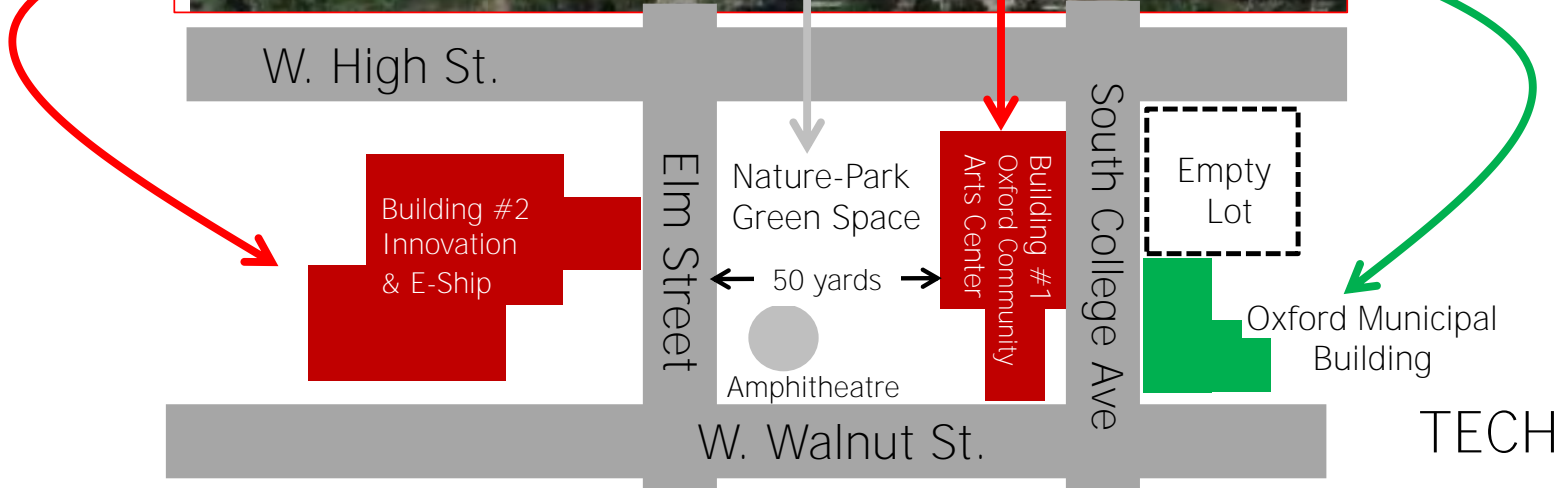 W. High St.
Elm Street
South College Ave
Building #2
Innovation
& E-Ship
Nature-Park
Green Space
50 yards
Amphitheatre
Building #1
Oxford Community
Arts Center
Empty
Lot
Oxford Municipal
Building
W. Walnut St.
TECH